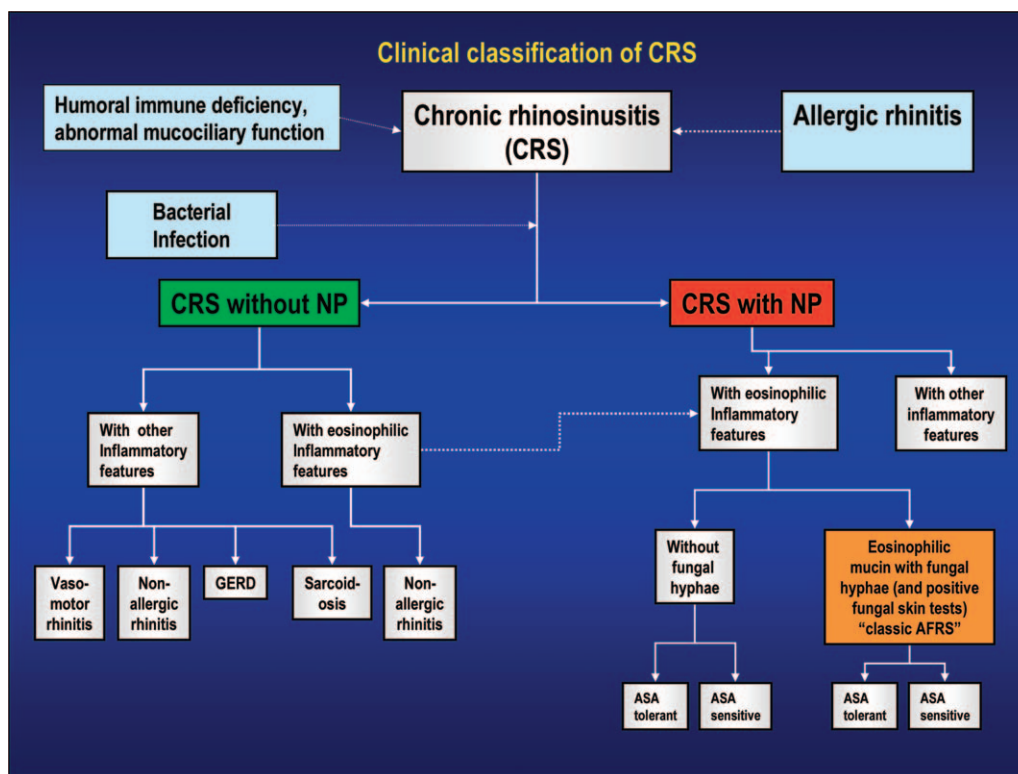 Clinical classification of CRS
Humoral immune deficiency,
abnormal mucociliary function
Chronic rhinosinusitis
(CRS)
Allergic rhinitis
Bacterial
Infection
CRS without NP
CRS with NP
With other
Inflammatory
features
With eosinophilic
Inflammatory
features
With eosinophilic
Inflammatory
features
With other
inflammatory
features
Vaso-
motor
rhinitis
Non-
allergic
rhinitis
GERD
Sarcoid-
osis
Non-
allergic
rhinitis
Without
fungal
hyphae
Eosinophilic
mucin with fungal
hyphae (and positive
fungal skin tests)
“classic AFRS”
ASA
tolerant
ASA
sensitive
ASA
tolerant
ASA
sensitive